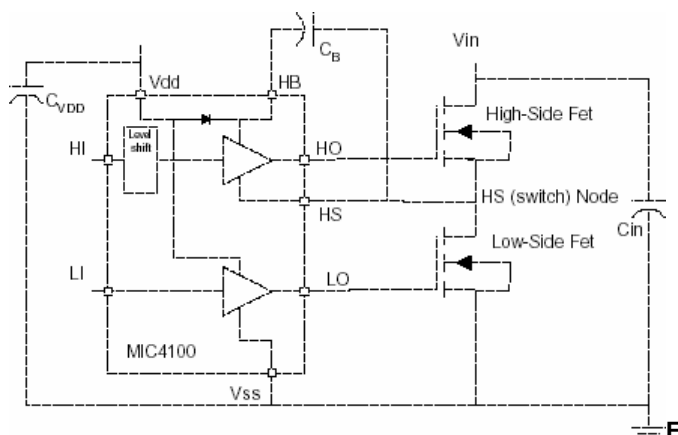 C_B
Vin
Vdd
HB
C_VDD
Level
shift
High-Side Fet
HI
HO
HS
HS (switch) Node
Cin
Low-Side Fet
LI
LO
MIC4100
Vss
F